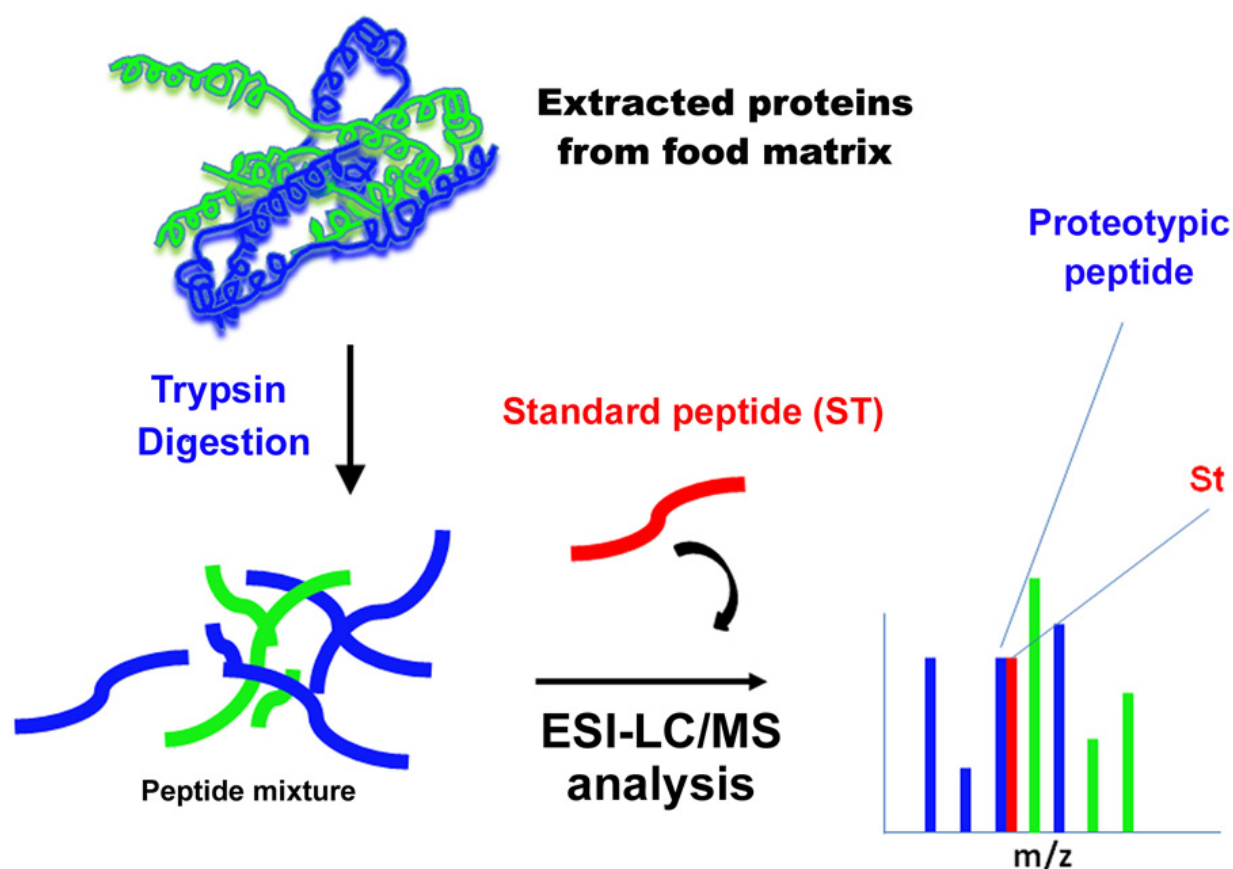 Extracted proteins
from food matrix
Proteotypic
peptide
Trypsin
Digestion
Standard peptide (ST)
St
ESI-LC/MS
analysis
Peptide mixture
m/z